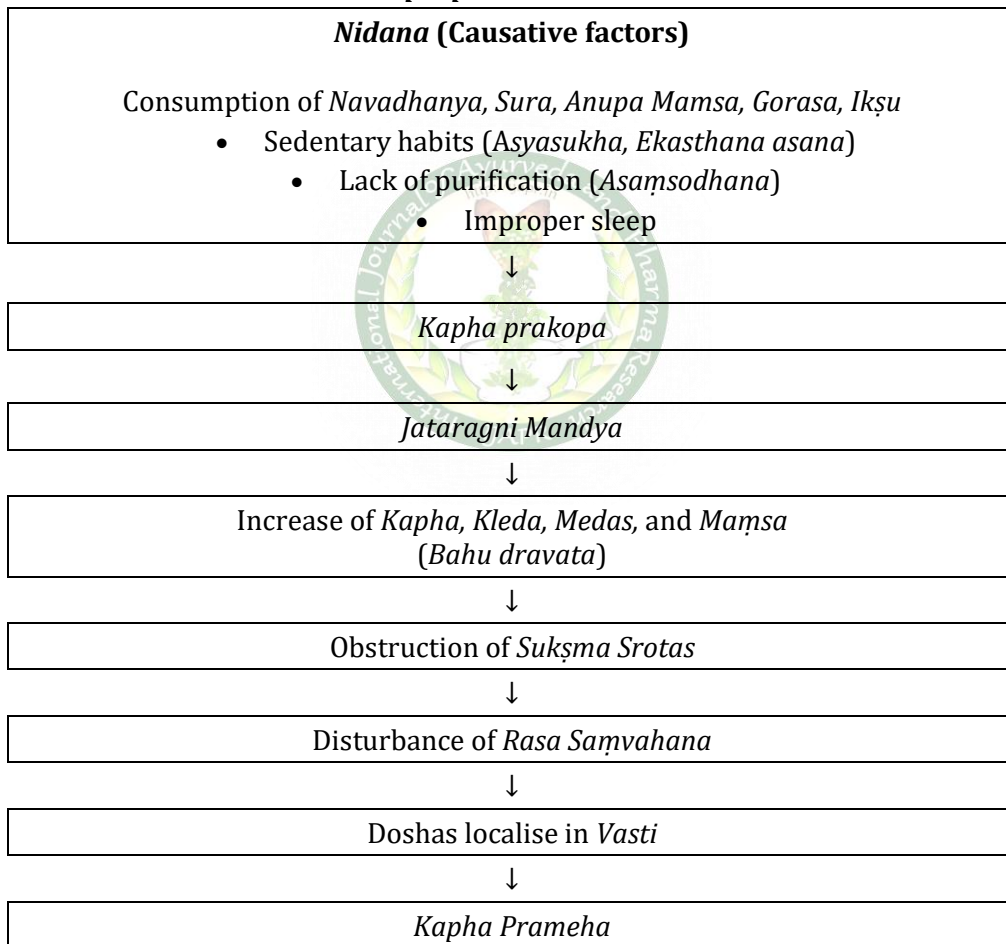 Nidana (Causative factors)
Consumption of Navadhanya, Sura, Anupa Mamsa, Gorasa, Ikṣu
• Sedentary habits (Asyasukha, Ekasthana asana)
• Lack of purification (Asaṃsodhana)
• Improper sleep
↓
Kapha prakopa
↓
Jataragni Mandya
↓
Increase of Kapha, Kleda, Medas, and Maṃsa
(Bahu dravata)
↓
Obstruction of Sukṣma Srotas
↓
Disturbance of Rasa Saṃvahana
↓
Doshas localise in Vasti
↓
Kapha Prameha